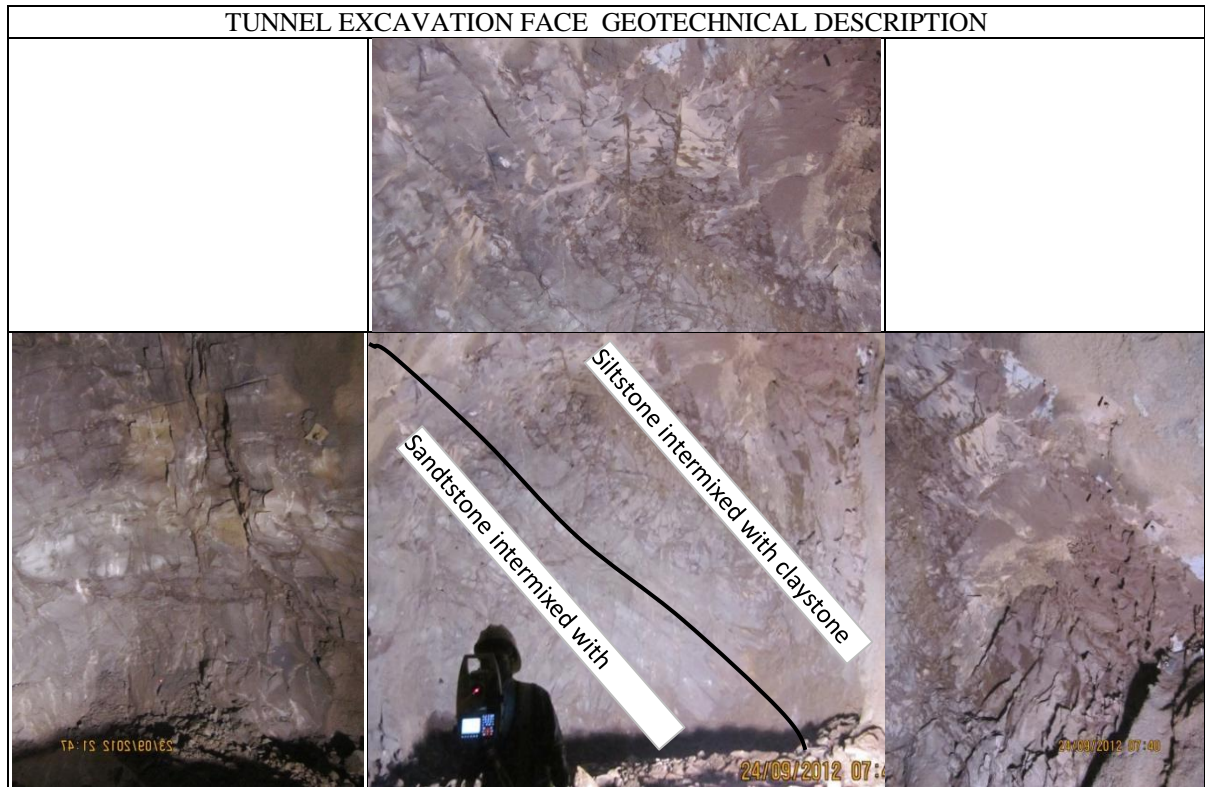 TUNNEL EXCAVATION FACE GEOTECHNICAL DESCRIPTION
Siltstone intermixed with claystone
Sandtstone intermixed with
23/09/2012 21:47
24/09/2012 07:4
24/09/2012 07:40